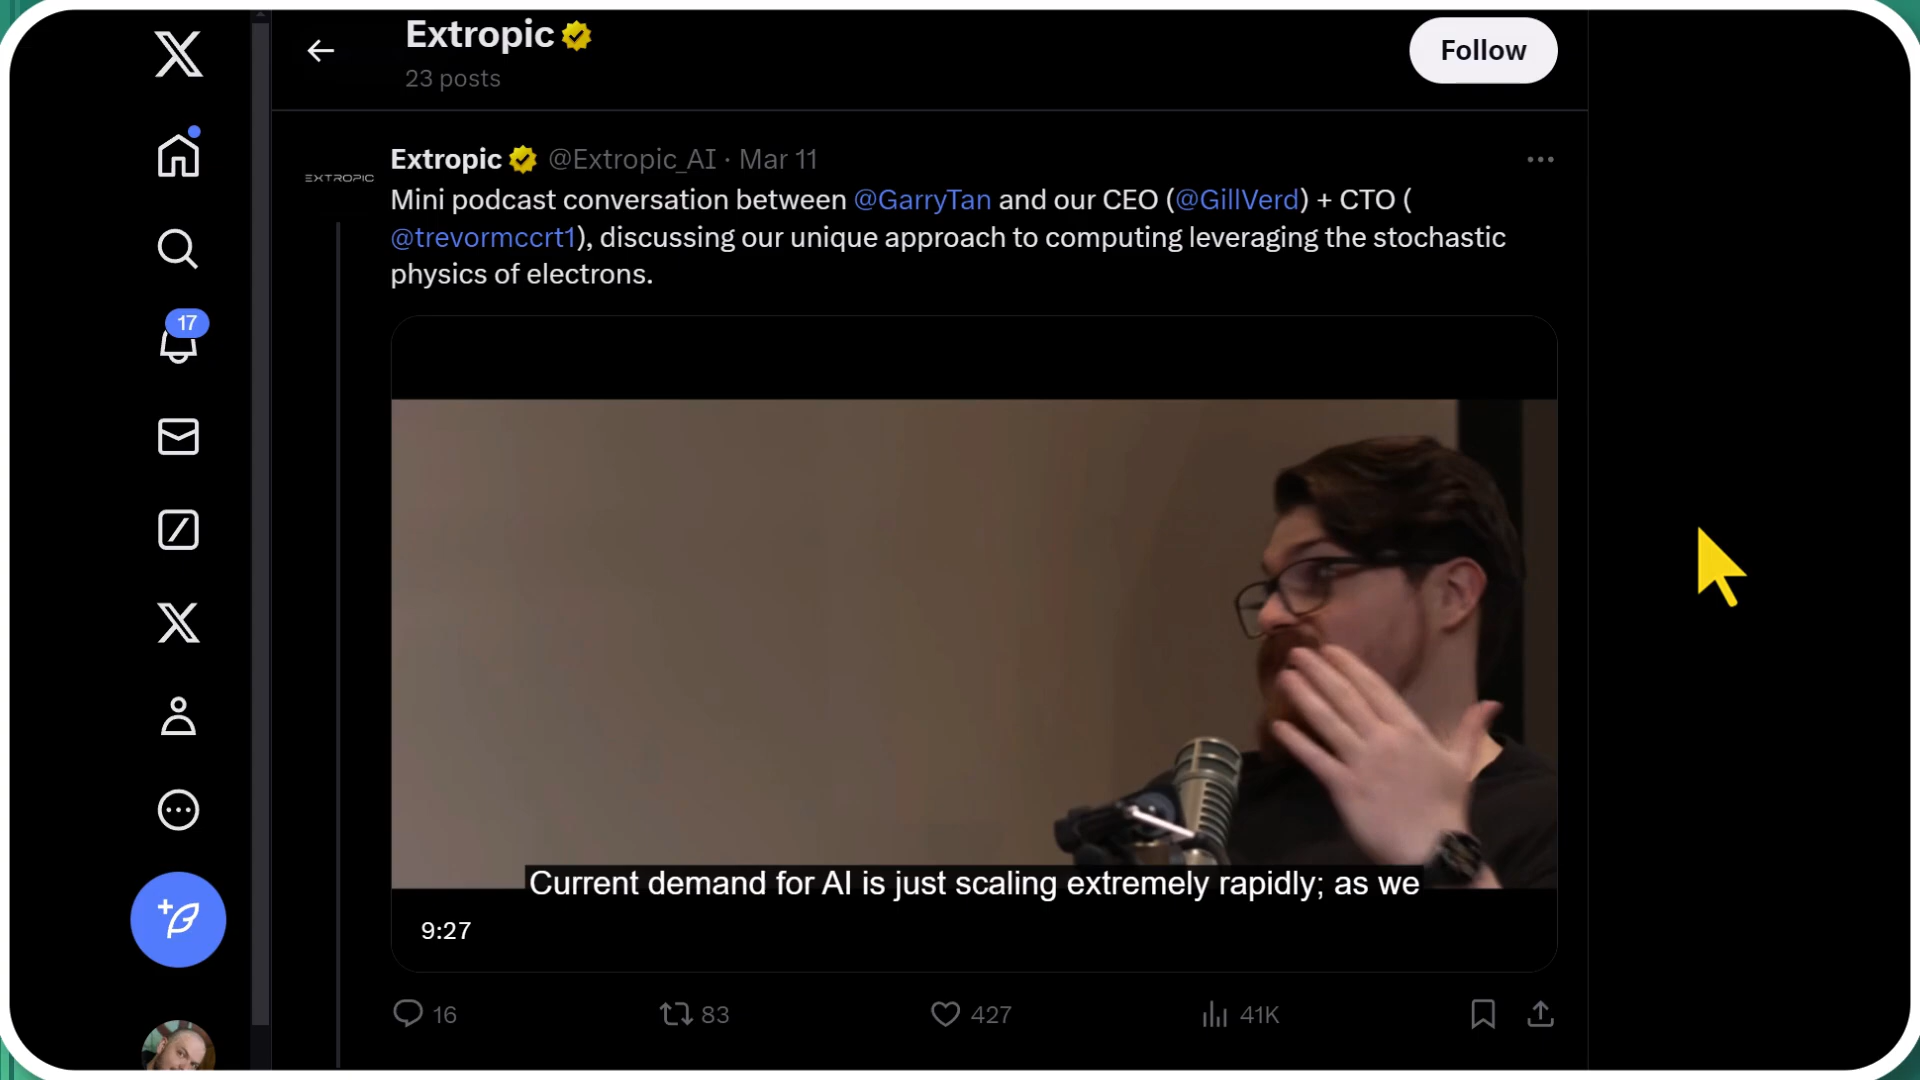 Extropic
23 posts
Follow
17
EXTROPIC
Extropic @Extropic_AI · Mar 11
Mini podcast conversation between @GarryTan and our CEO (@GillVerd) + CTO (
@trevormccrt1), discussing our unique approach to computing leveraging the stochastic
physics of electrons.
Current demand for AI is just scaling extremely rapidly; as we
9:27
16
83
427
41K